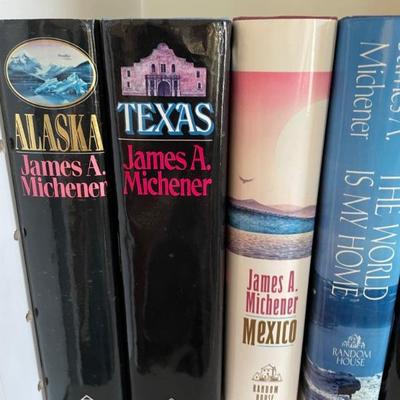 ALASKA
James A.
Michener
TEXAS
James A.
Michener
James A.
Michener
MEXICO
RANDOM
HOUSE
James A.
Michener
THE WORLD
IS MY HOME
RANDOM
HOUSE